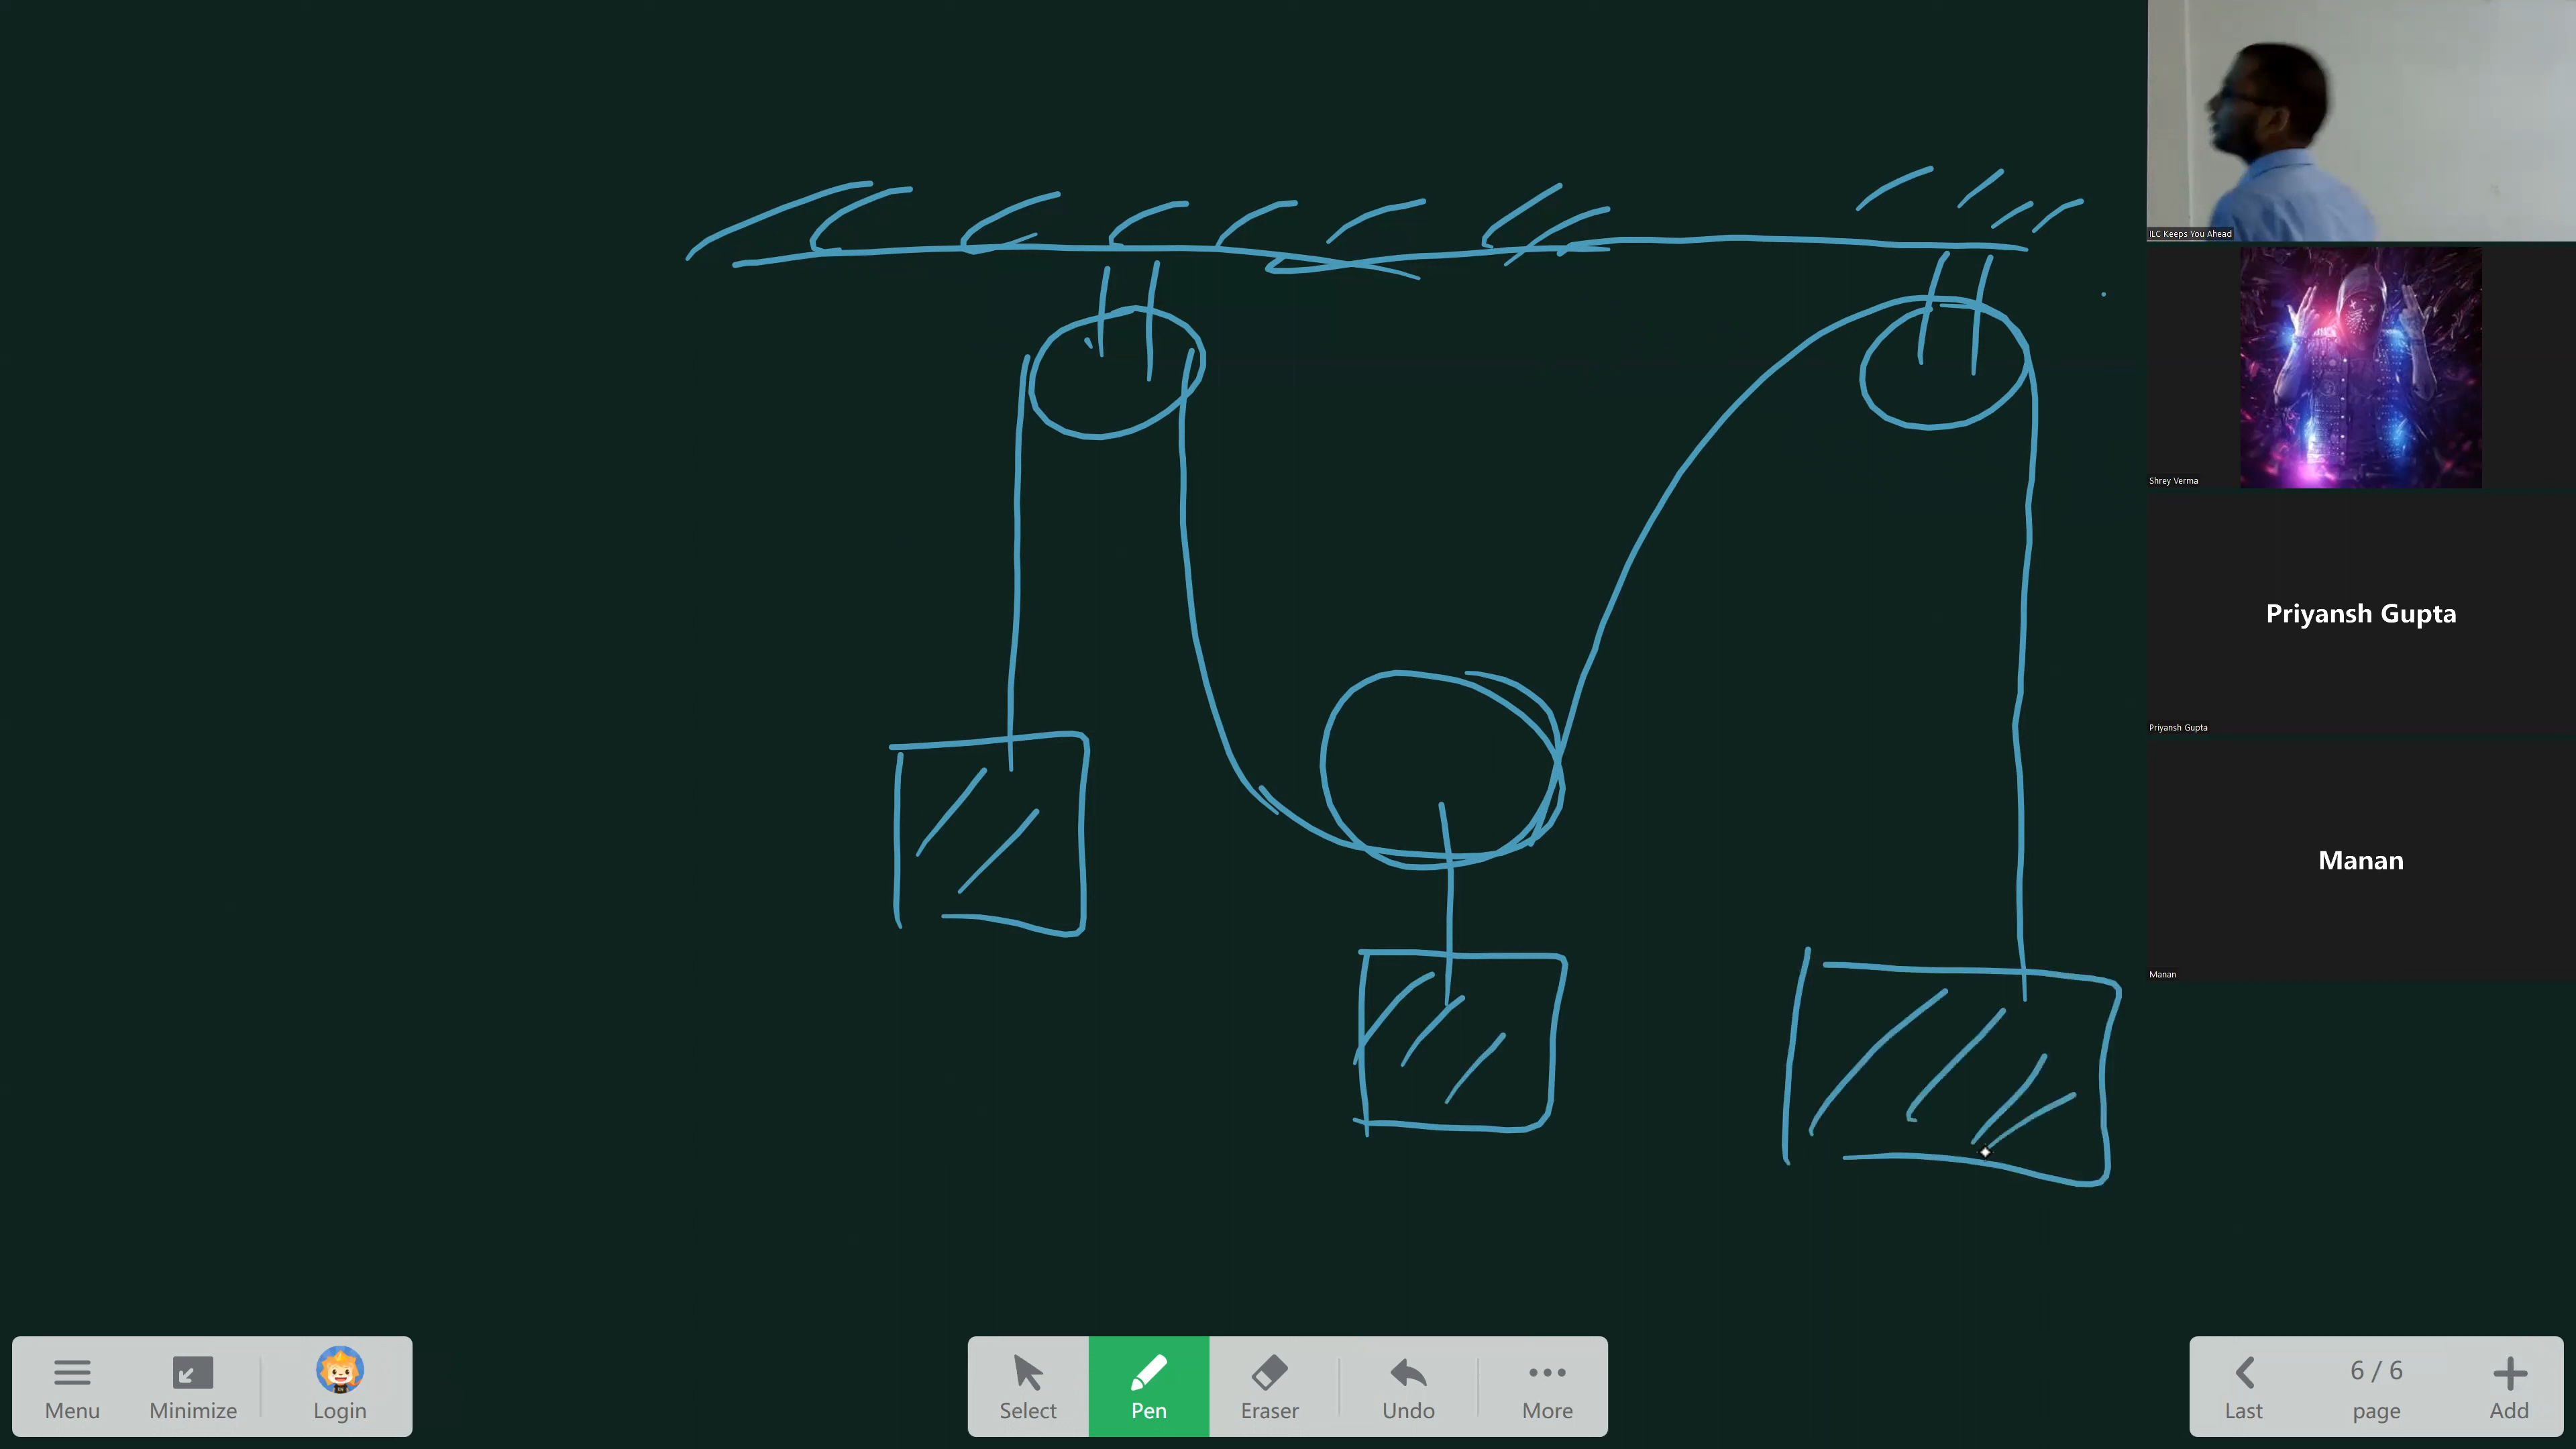 ILC Keeps You Ahead
Shrey Verma
Priyansh Gupta
Priyansh Gupta
Manan
Manan
Menu
Minimize
Login
Select
Pen
Eraser
Undo
More
Last
6 / 6
page
Add